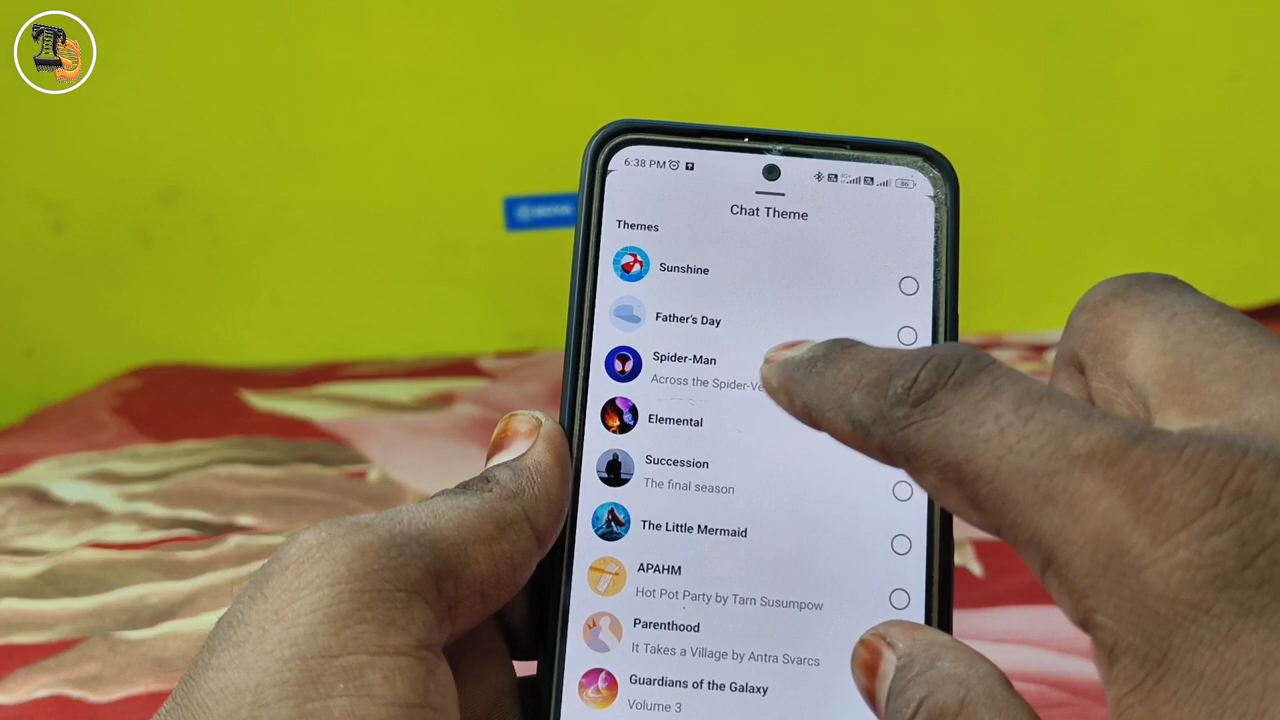 6:38 PM
86
Chat Theme
Themes
Sunshine
Father's Day
Spider-Man
Across the Spider-Ve
Elemental
Succession
The final season
The Little Mermaid
APAHM
Hot Pot Party by Tarn Susumpow
Parenthood
It Takes a Village by Antra Svarcs
Guardians of the Galaxy
Volume 3